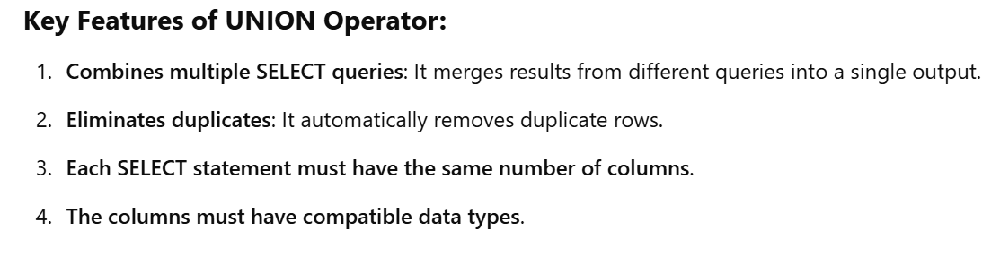 Key Features of UNION Operator:
1. Combines multiple SELECT queries: It merges results from different queries into a single output.
2. Eliminates duplicates: It automatically removes duplicate rows.
3. Each SELECT statement must have the same number of columns.
4. The columns must have compatible data types.